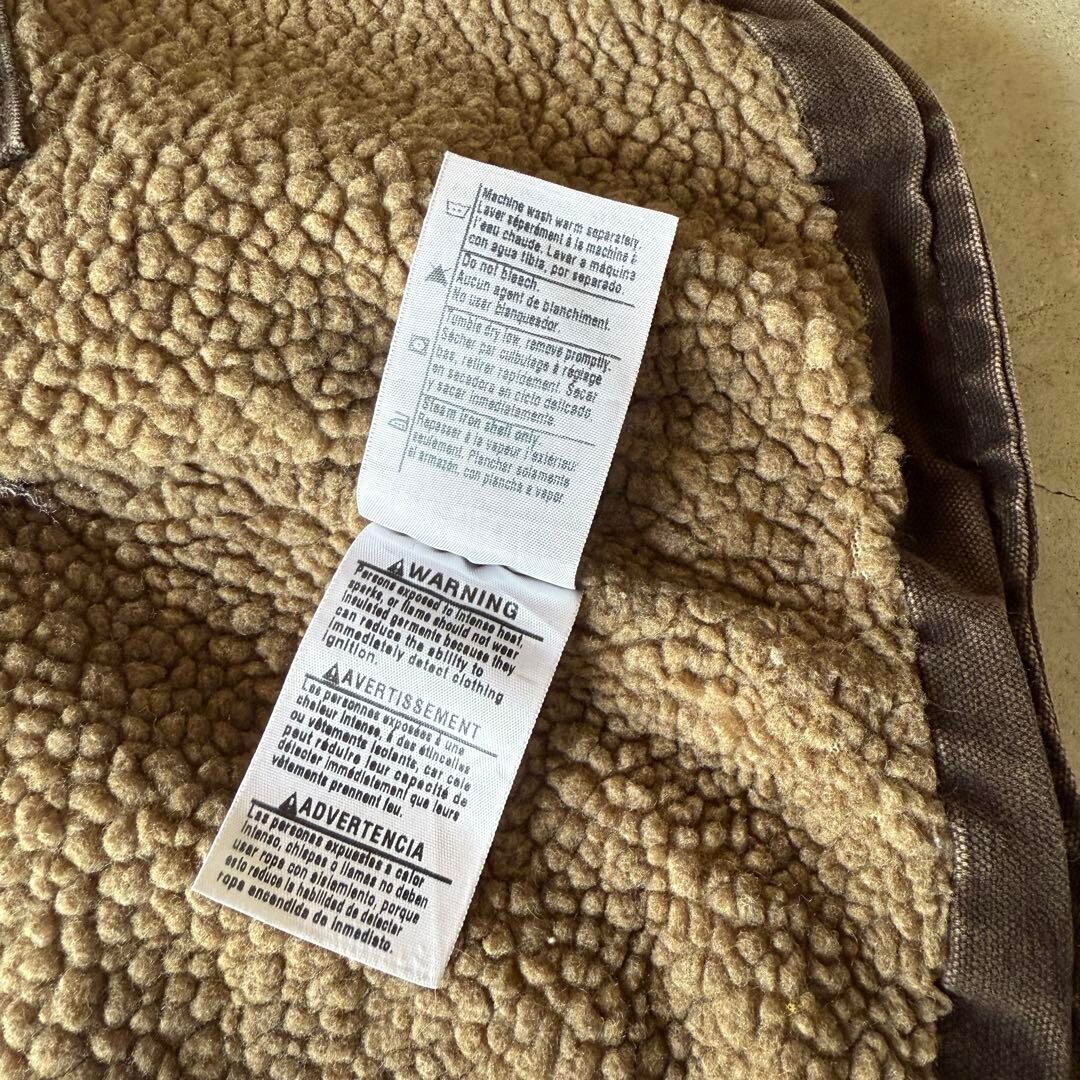 Machine wash warm separately.
Laver séparément à la machine à
l'eau chaude. Lavar a máquina
con agua tibia, por separado.
Do not bleach.
Aucun agent de blanchiment.
No usar blanqueador.
Tumble dry low, remove promptly.
Sécher par culbutage à réglage
bas, retirer rapidement. Secar
en secadora en ciclo delicado
y sacar inmediatamente.
Steam iron shell only.
Repasser à la vapeur l'extérieur
seulement. Planchar solamente
el armazón, con plancha a vapor.
WARNING
Persons exposed to intense heat,
sparks, or flame should not wear
insulated garments because they
can reduce the ability to
immediately detect clothing
ignition.
AVERTISSEMENT
Les personnes exposées à une
chaleur intense, à des étincelles
ou vêtements isolants, car cela
peut réduire leur capacité de
détecter immédiatement que leurs
vêtements prennent feu.
ADVERTENCIA
Las personas expuestas a calor
intenso, chispas o llamas no deben
usar ropa con aislamiento, porque
esto reduce la habilidad de detectar
ropa encendida de inmediato.